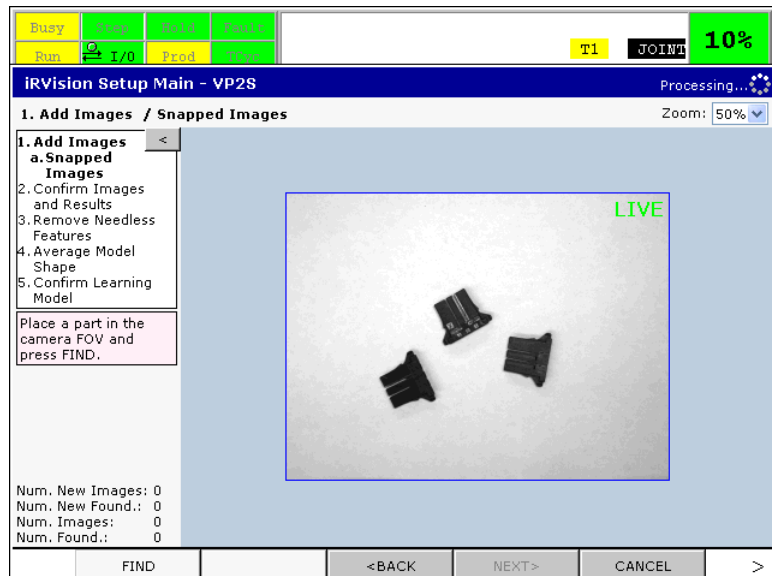 Busy Step Hold Fault
Run I/O Prod TCyc
T1 JOINT 10%
iRVision Setup Main - VP2S Processing...
1. Add Images / Snapped Images Zoom: 50%
1. Add Images <
a. Snapped
Images
2. Confirm Images
and Results
3. Remove Needless
Features
4. Average Model
Shape
5. Confirm Learning
Model
Place a part in the
camera FOV and
press FIND.
LIVE
Num. New Images: 0
Num. New Found.: 0
Num. Images: 0
Num. Found.: 0
FIND <BACK NEXT> CANCEL >